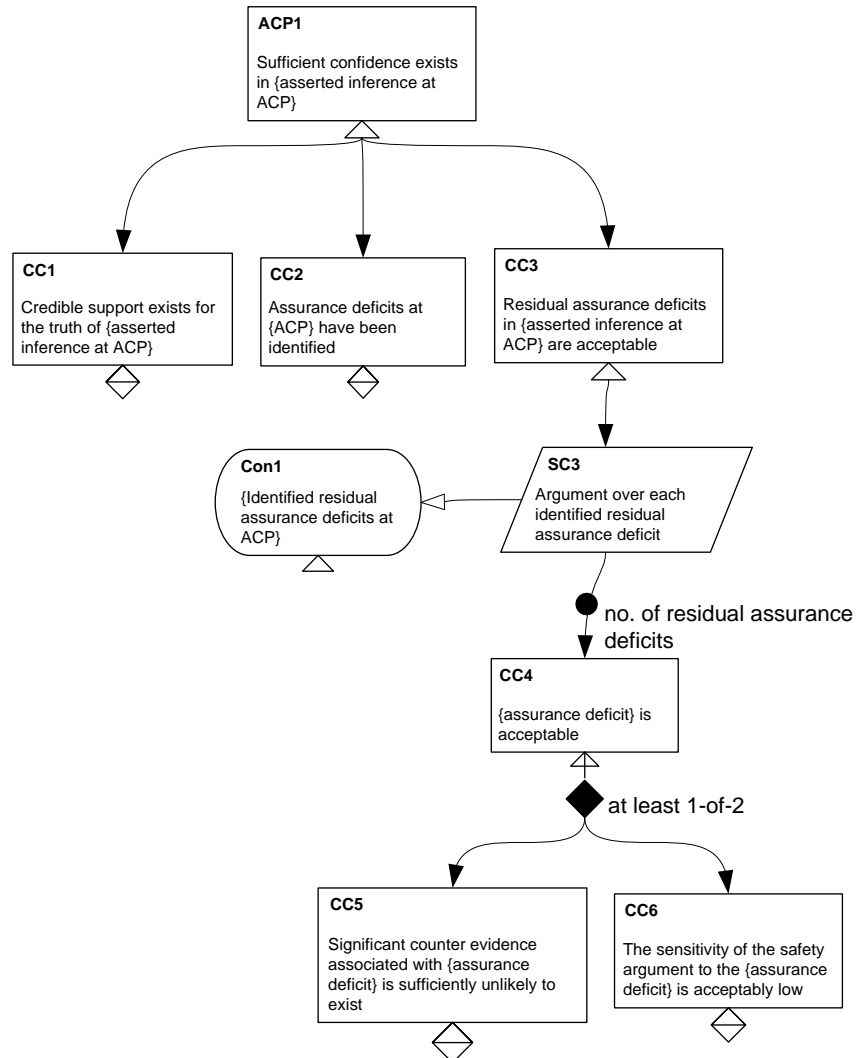 ACP1
Sufficient confidence exists
in {asserted inference at
ACP}
CC1
Credible support exists for
the truth of {asserted
inference at ACP}
CC2
Assurance deficits at
{ACP} have been
identified
CC3
Residual assurance deficits
in {asserted inference at
ACP} are acceptable
Con1
{Identified residual
assurance deficits at
ACP}
SC3
Argument over each
identified residual
assurance deficit
no. of residual assurance
deficits
CC4
{assurance deficit} is
acceptable
at least 1-of-2
CC5
Significant counter evidence
associated with {assurance
deficit} is sufficiently unlikely to
exist
CC6
The sensitivity of the safety
argument to the {assurance
deficit} is acceptably low